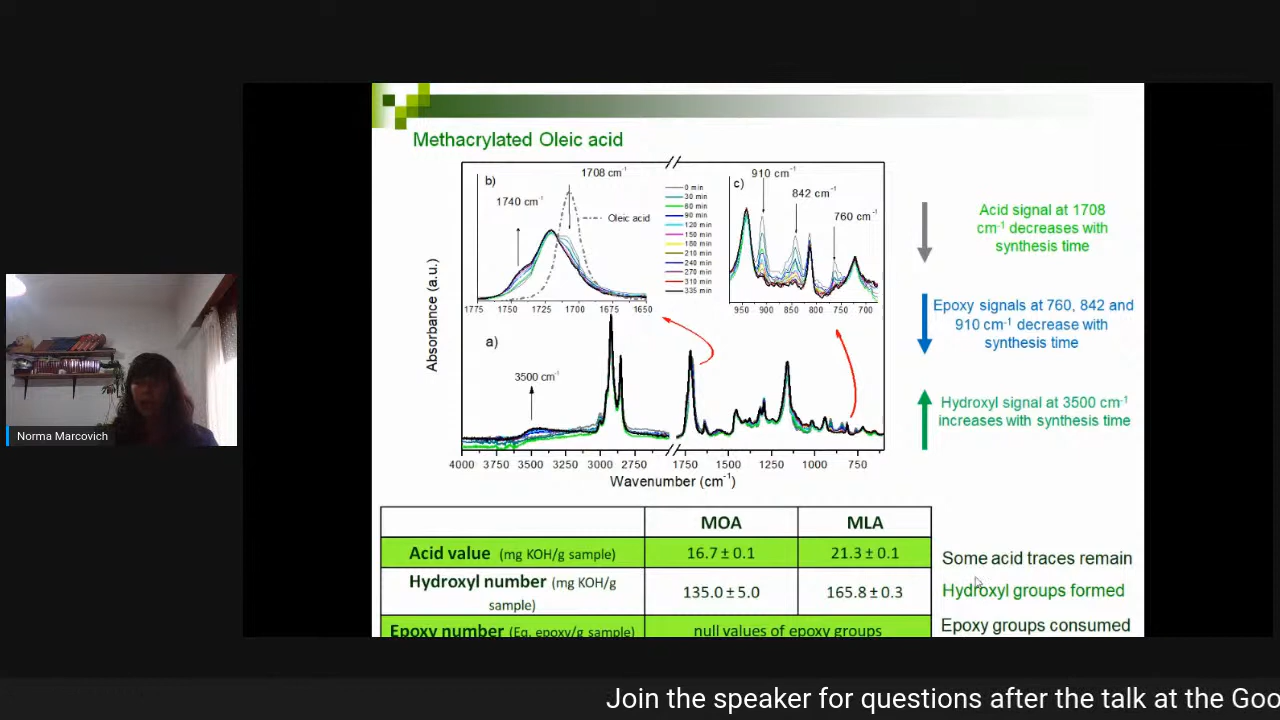 Methacrylated Oleic acid
b)
1708 cm-1
1740 cm-1
Oleic acid
0 min
30 min
60 min
90 min
120 min
150 min
180 min
210 min
240 min
270 min
310 min
335 min
c)
910 cm-1
842 cm-1
760 cm-1
1775 1750 1725 1700 1675 1650
950 900 850 800 750 700
a)
3500 cm-1
Absorbance (a.u.)
4000 3750 3500 3250 3000 2750 1750 1500 1250 1000 750
Wavenumber (cm-1)
Acid signal at 1708
cm-1 decreases with
synthesis time
Epoxy signals at 760, 842 and
910 cm-1 decrease with
synthesis time
Hydroxyl signal at 3500 cm-1
increases with synthesis time
Norma Marcovich
MOA MLA
Acid value (mg KOH/g sample) 16.7 ± 0.1 21.3 ± 0.1
Hydroxyl number (mg KOH/g
sample) 135.0 ± 5.0 165.8 ± 0.3
Epoxy number (Eq. epoxy/g sample) null values of epoxy groups
Some acid traces remain
Hydroxyl groups formed
Epoxy groups consumed
Join the speaker for questions after the talk at the Goo